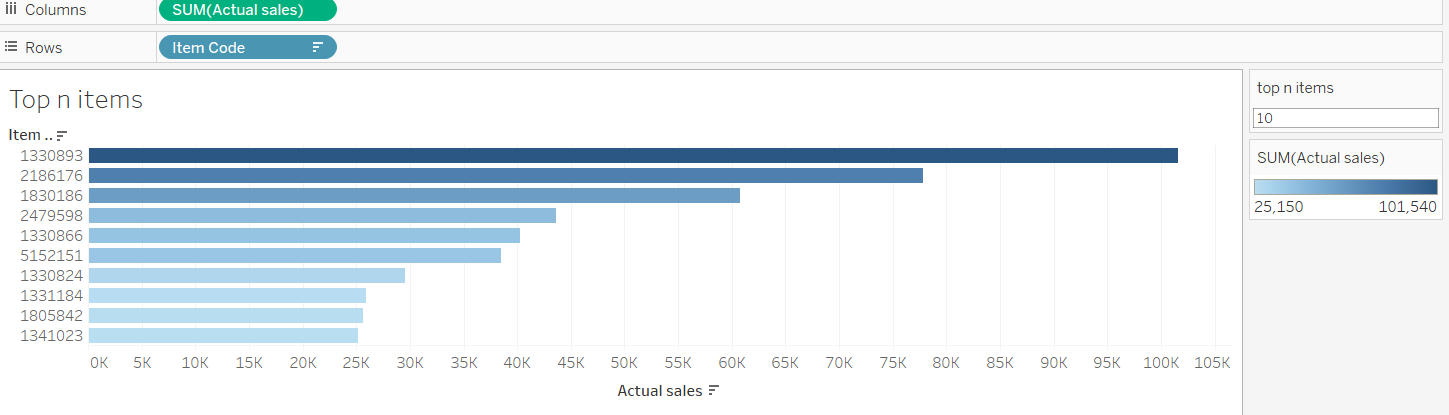 Columns
SUM(Actual sales)
Rows
Item Code
Top n items
Item ..
1330893
2186176
1830186
2479598
1330866
5152151
1330824
1331184
1805842
1341023
0K 5K 10K 15K 20K 25K 30K 35K 40K 45K 50K 55K 60K 65K 70K 75K 80K 85K 90K 95K 100K 105K
Actual sales
top n items
10
SUM(Actual sales)
25,150 101,540